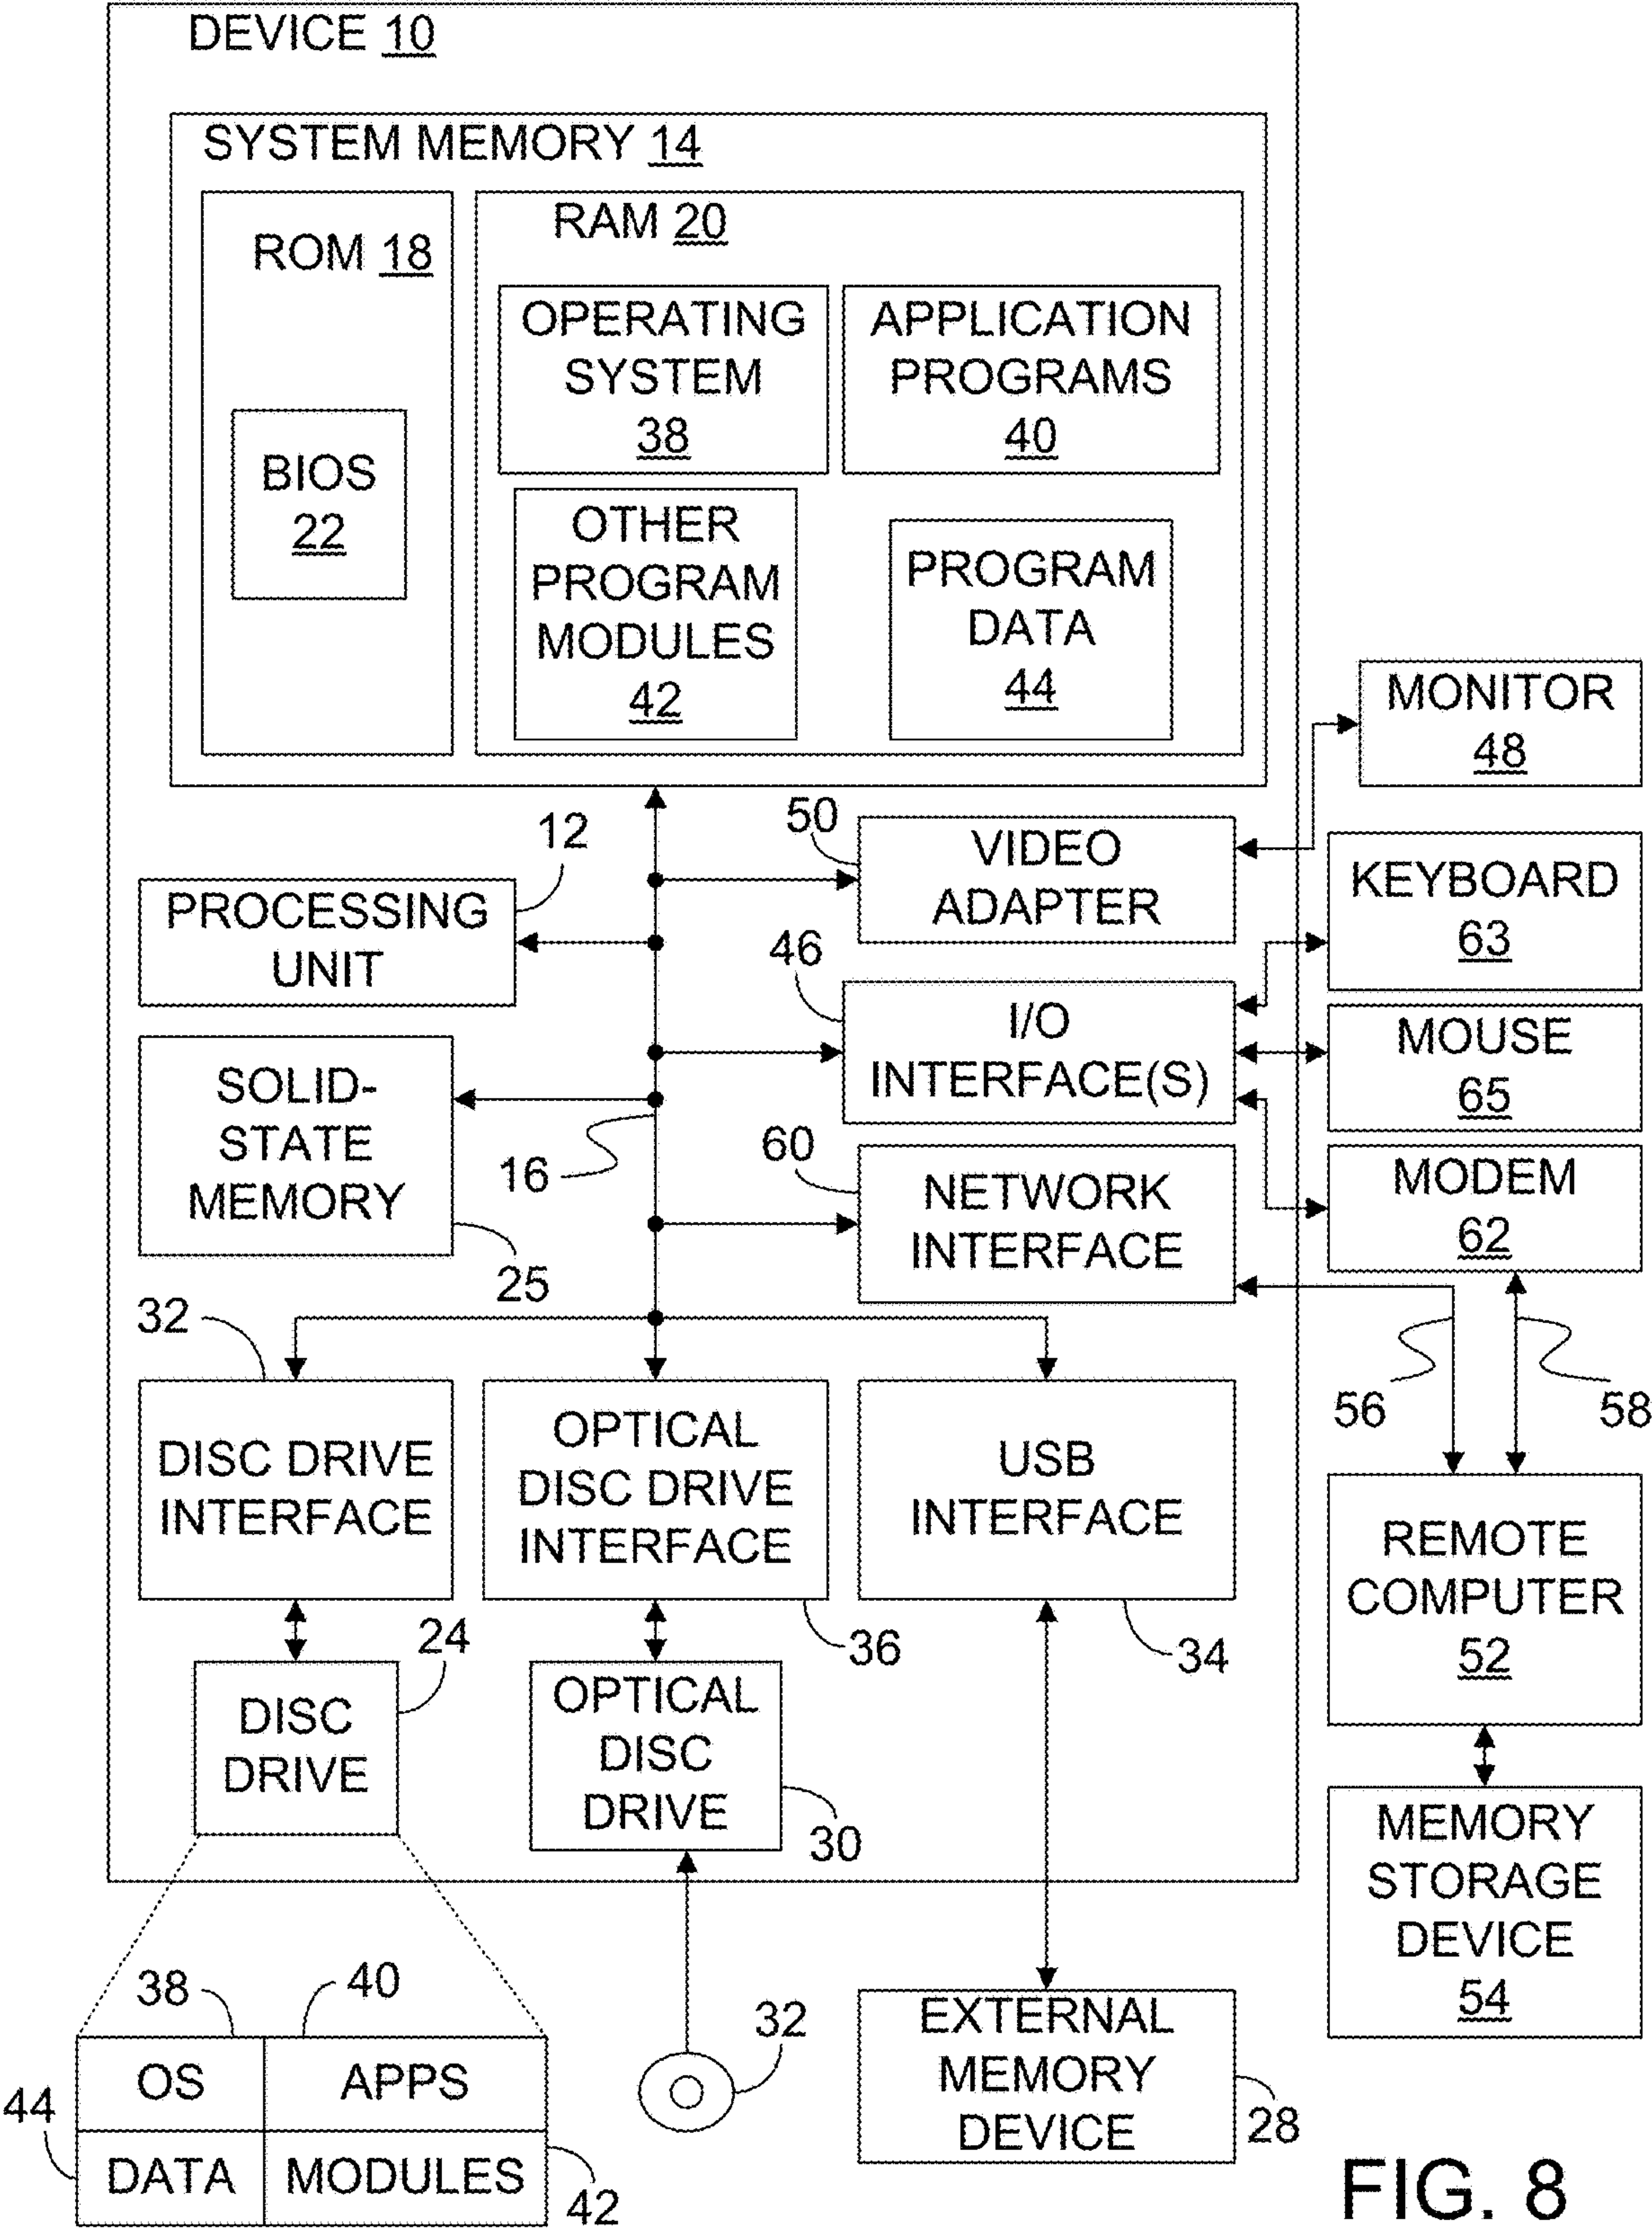 DEVICE 10
SYSTEM MEMORY 14
ROM 18
BIOS
22
RAM 20
OPERATING
SYSTEM
38
APPLICATION
PROGRAMS
40
OTHER
PROGRAM
MODULES
42
PROGRAM
DATA
44
MONITOR
48
12
PROCESSING
UNIT
50
VIDEO
ADAPTER
KEYBOARD
63
46
I/O
INTERFACE(S)
MOUSE
65
SOLID-
STATE
MEMORY
25
16
60
NETWORK
INTERFACE
MODEM
62
56
58
32
DISC DRIVE
INTERFACE
OPTICAL
DISC DRIVE
INTERFACE
36
USB
INTERFACE
34
REMOTE
COMPUTER
52
24
DISC
DRIVE
OPTICAL
DISC
DRIVE
30
MEMORY
STORAGE
DEVICE
54
38
40
OS
APPS
44
DATA
MODULES
42
32
EXTERNAL
MEMORY
DEVICE
28
FIG. 8